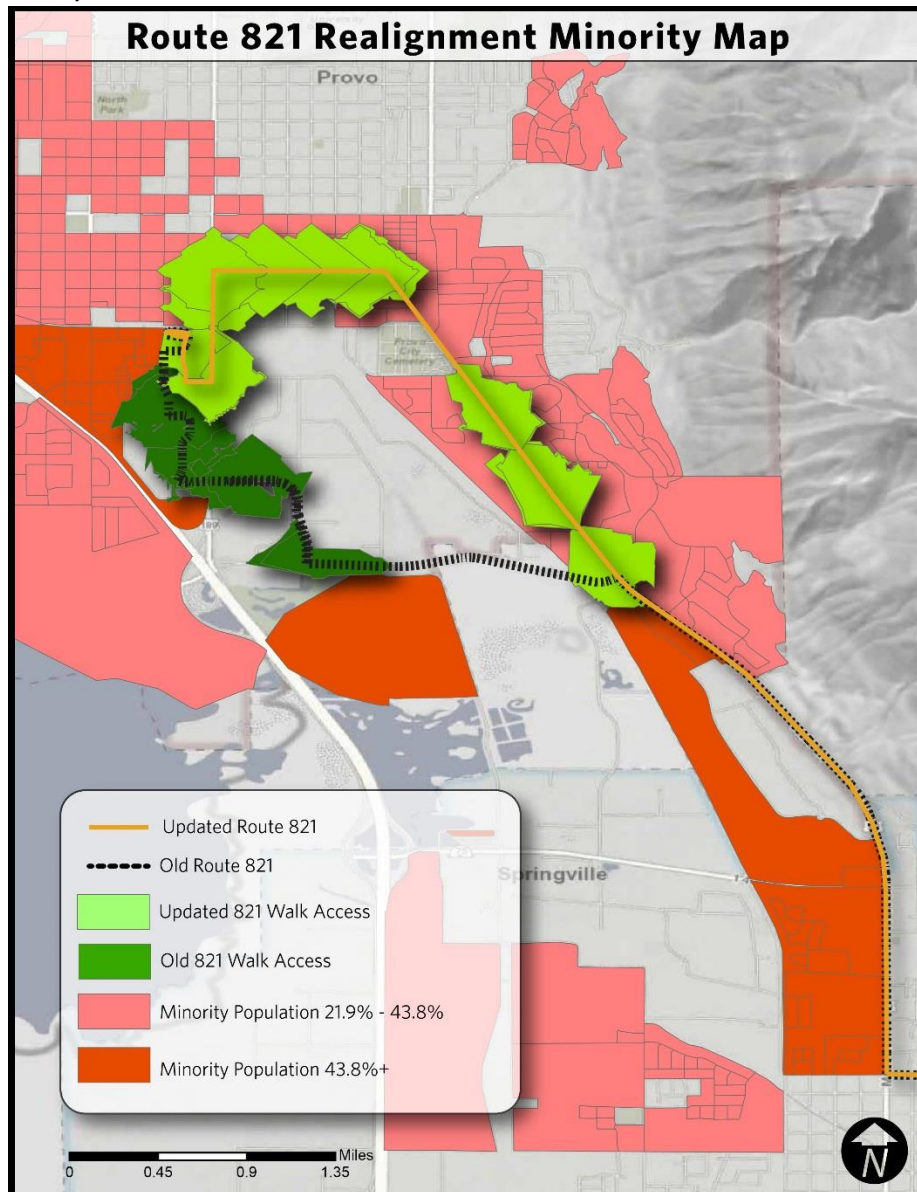 Route 821 Realignment Minority Map
University
Provo
North
Park
Provo
City
Cemetery
189
Springville
Updated Route 821
Old Route 821
Updated 821 Walk Access
Old 821 Walk Access
Minority Population 21.9% - 43.8%
Minority Population 43.8%+
Miles
0 0.45 0.9 1.35
N